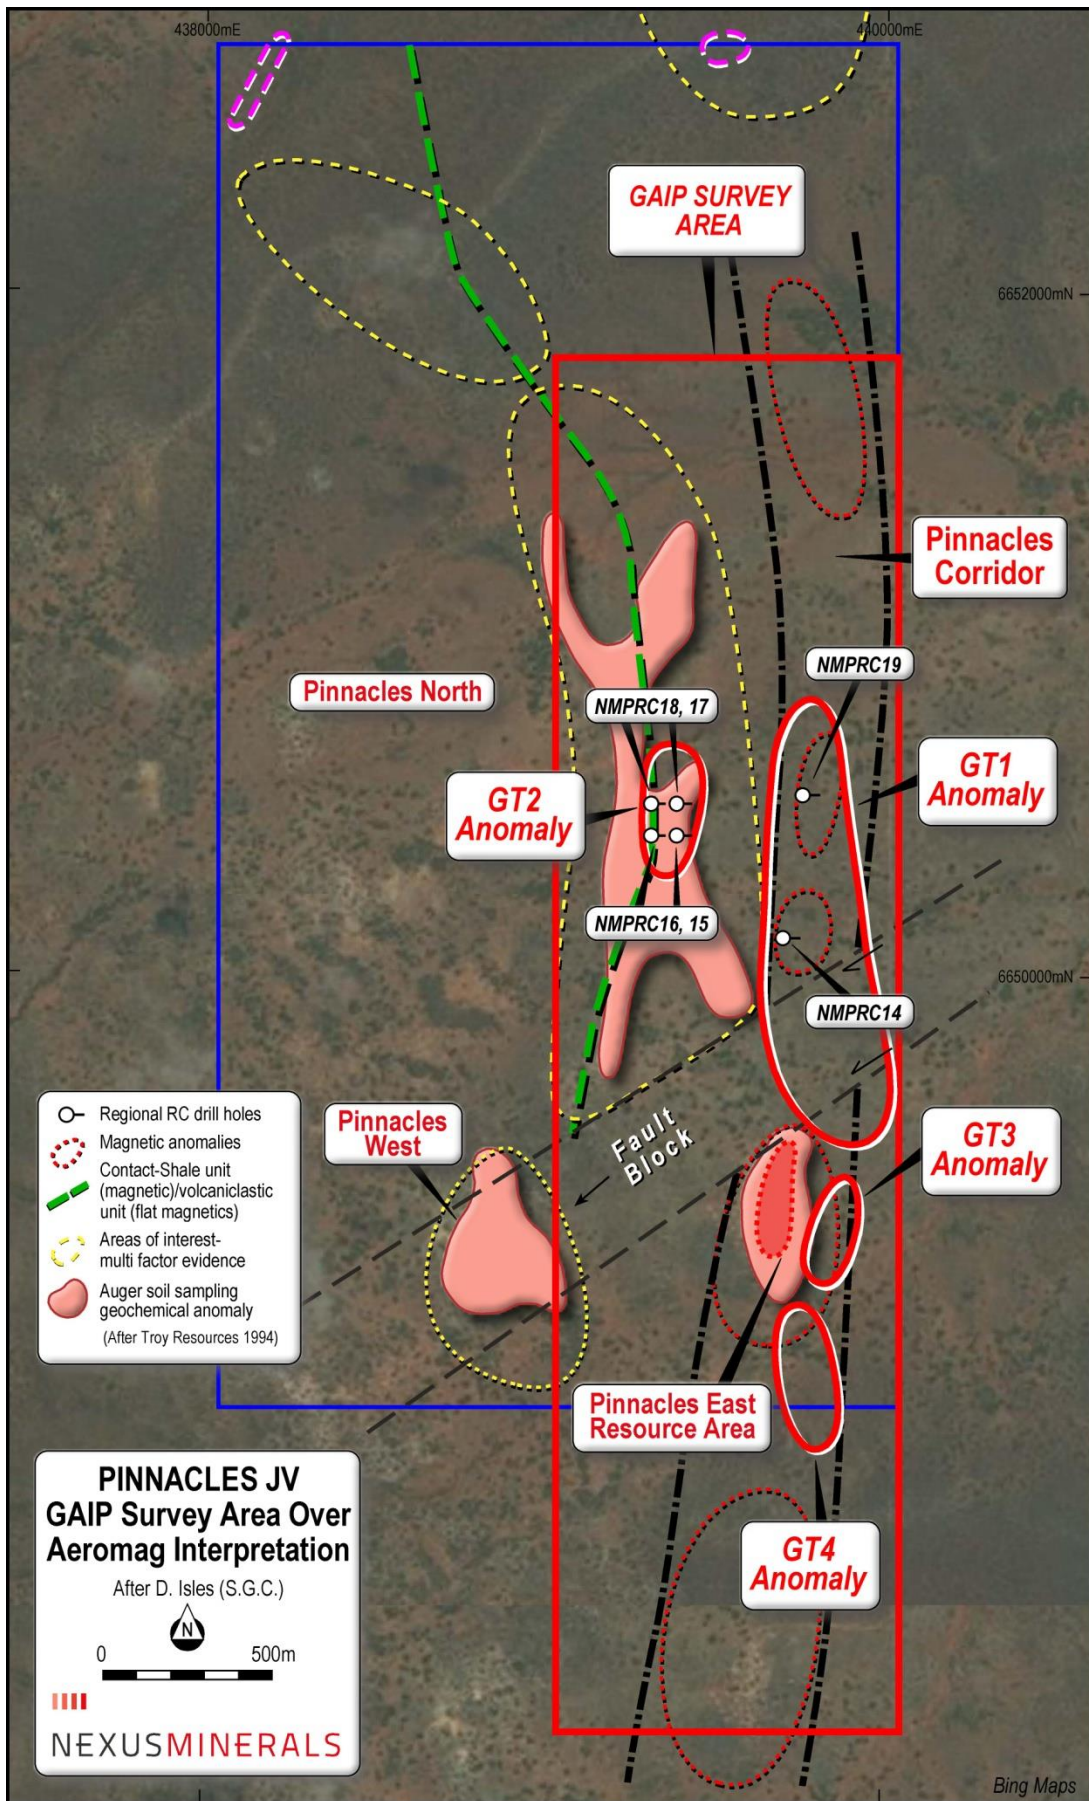 438000mE
440000mE
GAIP SURVEY
AREA
6652000mN
Pinnacles
Corridor
NMPRC19
Pinnacles North
NMPRC18, 17
GT2
Anomaly
GT1
Anomaly
NMPRC16, 15
6650000mN
NMPRC14
Regional RC drill holes
Magnetic anomalies
Contact-Shale unit
(magnetic)/volcaniclastic
unit (flat magnetics)
Areas of interest-
multi factor evidence
Auger soil sampling
geochemical anomaly
(After Troy Resources 1994)
Pinnacles
West
Fault
Block
GT3
Anomaly
Pinnacles East
Resource Area
GT4
Anomaly
PINNACLES JV
GAIP Survey Area Over
Aeromag Interpretation
After D. Isles (S.G.C.)
N
0 500m
NEXUSMINERALS
Bing Maps